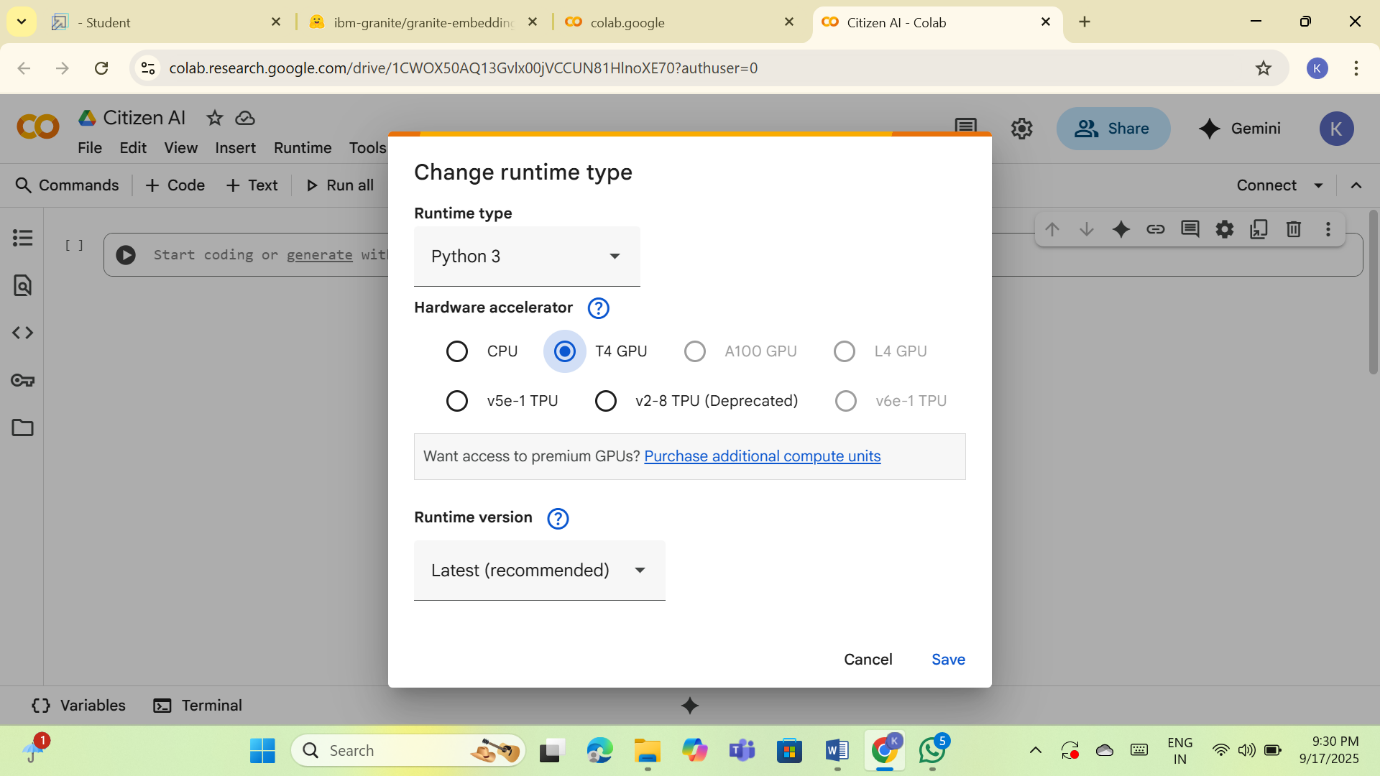 - Student
ibm-granite/granite-embedding
colab.google
Citizen AI - Colab
colab.research.google.com/drive/1CWOX50AQ13Gvlx00jVCCUN81HlnoXE70?authuser=0
K
Citizen AI
File Edit View Insert Runtime Tools
Share
Gemini
K
Commands
+ Code + Text
Run all
Connect
[ ]
Start coding or generate wit
Change runtime type
Runtime type
Python 3
Hardware accelerator ?
CPU T4 GPU A100 GPU L4 GPU
v5e-1 TPU v2-8 TPU (Deprecated) v6e-1 TPU
Want access to premium GPUs? Purchase additional compute units
Runtime version ?
Latest (recommended)
Cancel Save
Variables Terminal
1
Search
K
5
ENG
IN
9:30 PM
9/17/2025